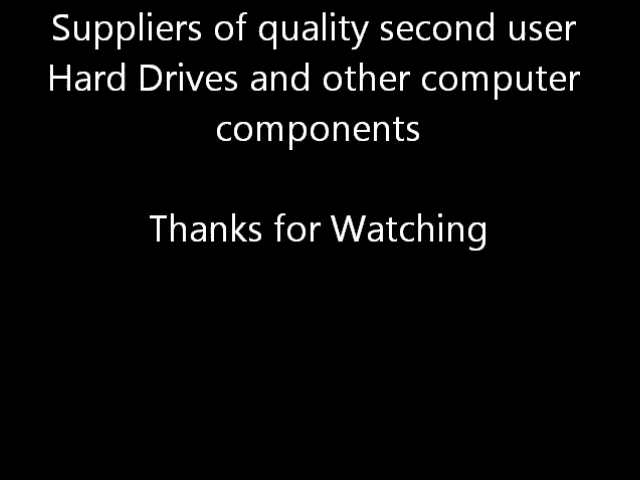 Suppliers of quality second user
Hard Drives and other computer
components
Thanks for Watching